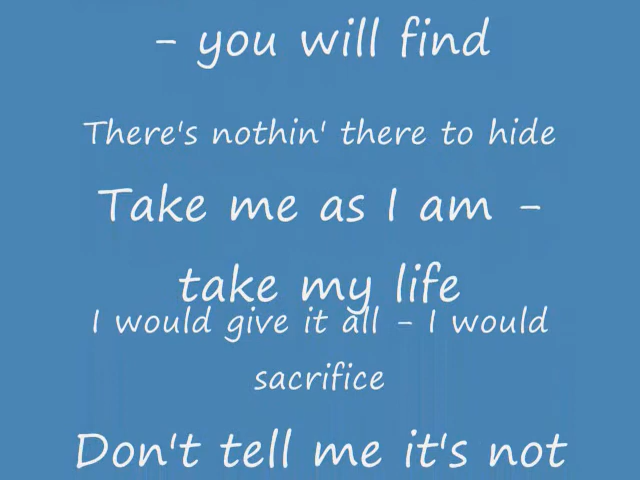 - you will find
There's nothin' there to hide
Take me as I am -
take my life
I would give it all - I would
sacrifice
Don't tell me it's not